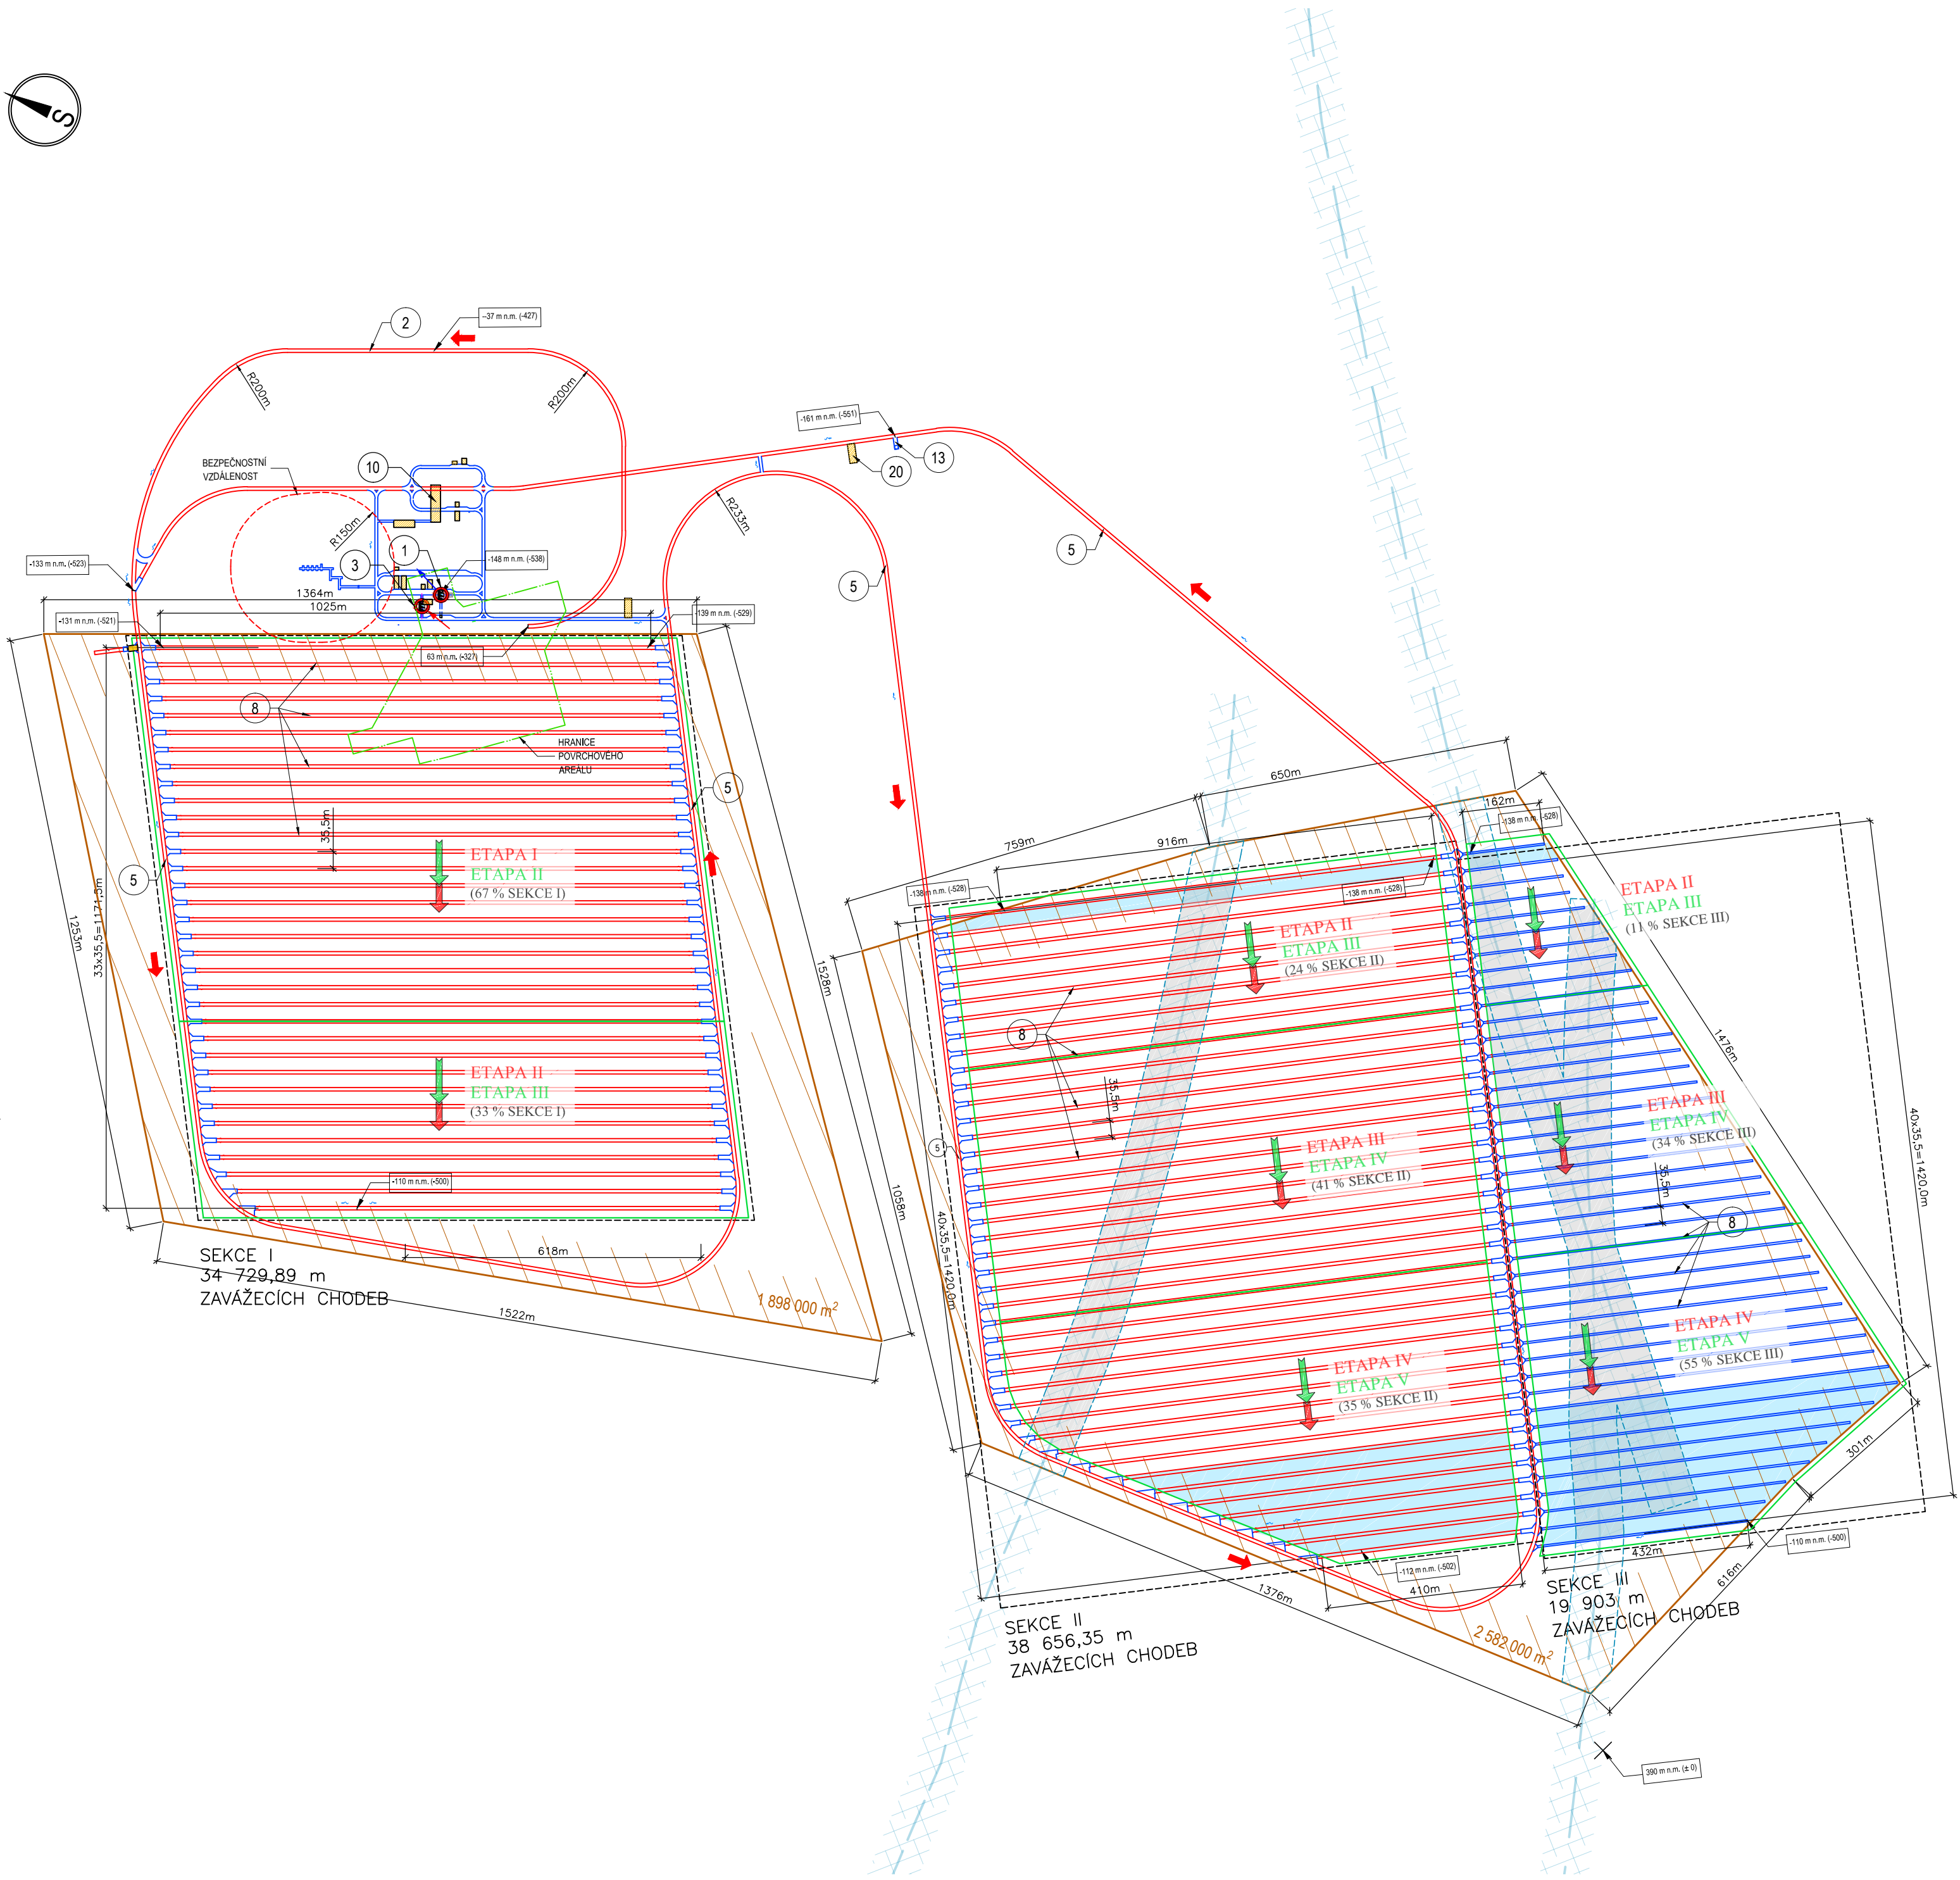 S
2
-37 m n.m. (-427)
R200m
R200m
-161 m n.m. (-551)
13
20
BEZPEČNOSTNÍ
VZDÁLENOST
10
R150m
R233m
3
1
-148 m n.m. (-538)
5
5
-133 m n.m. (-523)
1364m
1025m
-131 m n.m. (-521)
-139 m n.m. (-529)
63 m n.m. (-327)
8
HRANICE
POVRCHOVÉHO
AREÁLU
5
35,5m
ETAPA I
ETAPA II
(67 % SEKCE I)
5
33x35,5=1171,5m
1253m
1528m
ETAPA II
ETAPA III
(33 % SEKCE I)
-110 m n.m. (-500)
618m
SEKCE I
34 729,89 m
ZAVÁŽECÍCH CHODEB
1522m
1 898 000 m²
650m
759m
916m
162m
-138 m n.m. (-528)
-138 m n.m. (-528)
-138 m n.m. (-528)
ETAPA II
ETAPA III
(24 % SEKCE II)
ETAPA II
ETAPA III
(11 % SEKCE III)
8
35,5m
1476m
5
ETAPA III
ETAPA IV
(41 % SEKCE II)
ETAPA III
ETAPA IV
(34 % SEKCE III)
35,5m
8
40x35,5=1420,0m
1058m
40x35,5=1420,0m
ETAPA IV
ETAPA V
(35 % SEKCE II)
ETAPA IV
ETAPA V
(55 % SEKCE III)
301m
-110 m n.m. (-500)
432m
616m
-112 m n.m. (-502)
410m
1376m
SEKCE II
38 656,35 m
ZAVÁŽECÍCH CHODEB
SEKCE III
19 903 m
ZAVÁŽECÍCH CHODEB
2 582 000 m²
390 m n.m. (± 0)